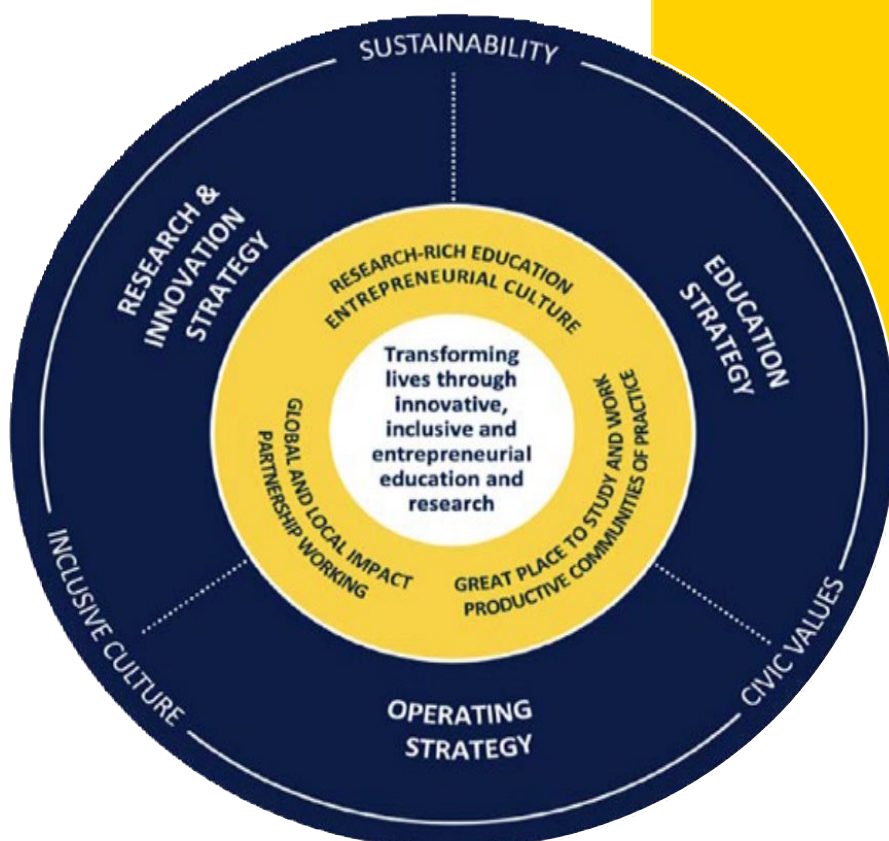 SUSTAINABILITY
RESEARCH &
INNOVATION
STRATEGY
EDUCATION
STRATEGY
RESEARCH-RICH EDUCATION
ENTREPRENEURIAL CULTURE
Transforming
lives through
innovative,
inclusive and
entrepreneurial
education and
research
GLOBAL AND LOCAL IMPACT
PARTNERSHIP WORKING
GREAT PLACE TO STUDY AND WORK
PRODUCTIVE COMMUNITIES OF PRACTICE
INCLUSIVE CULTURE
CIVIC VALUES
OPERATING
STRATEGY